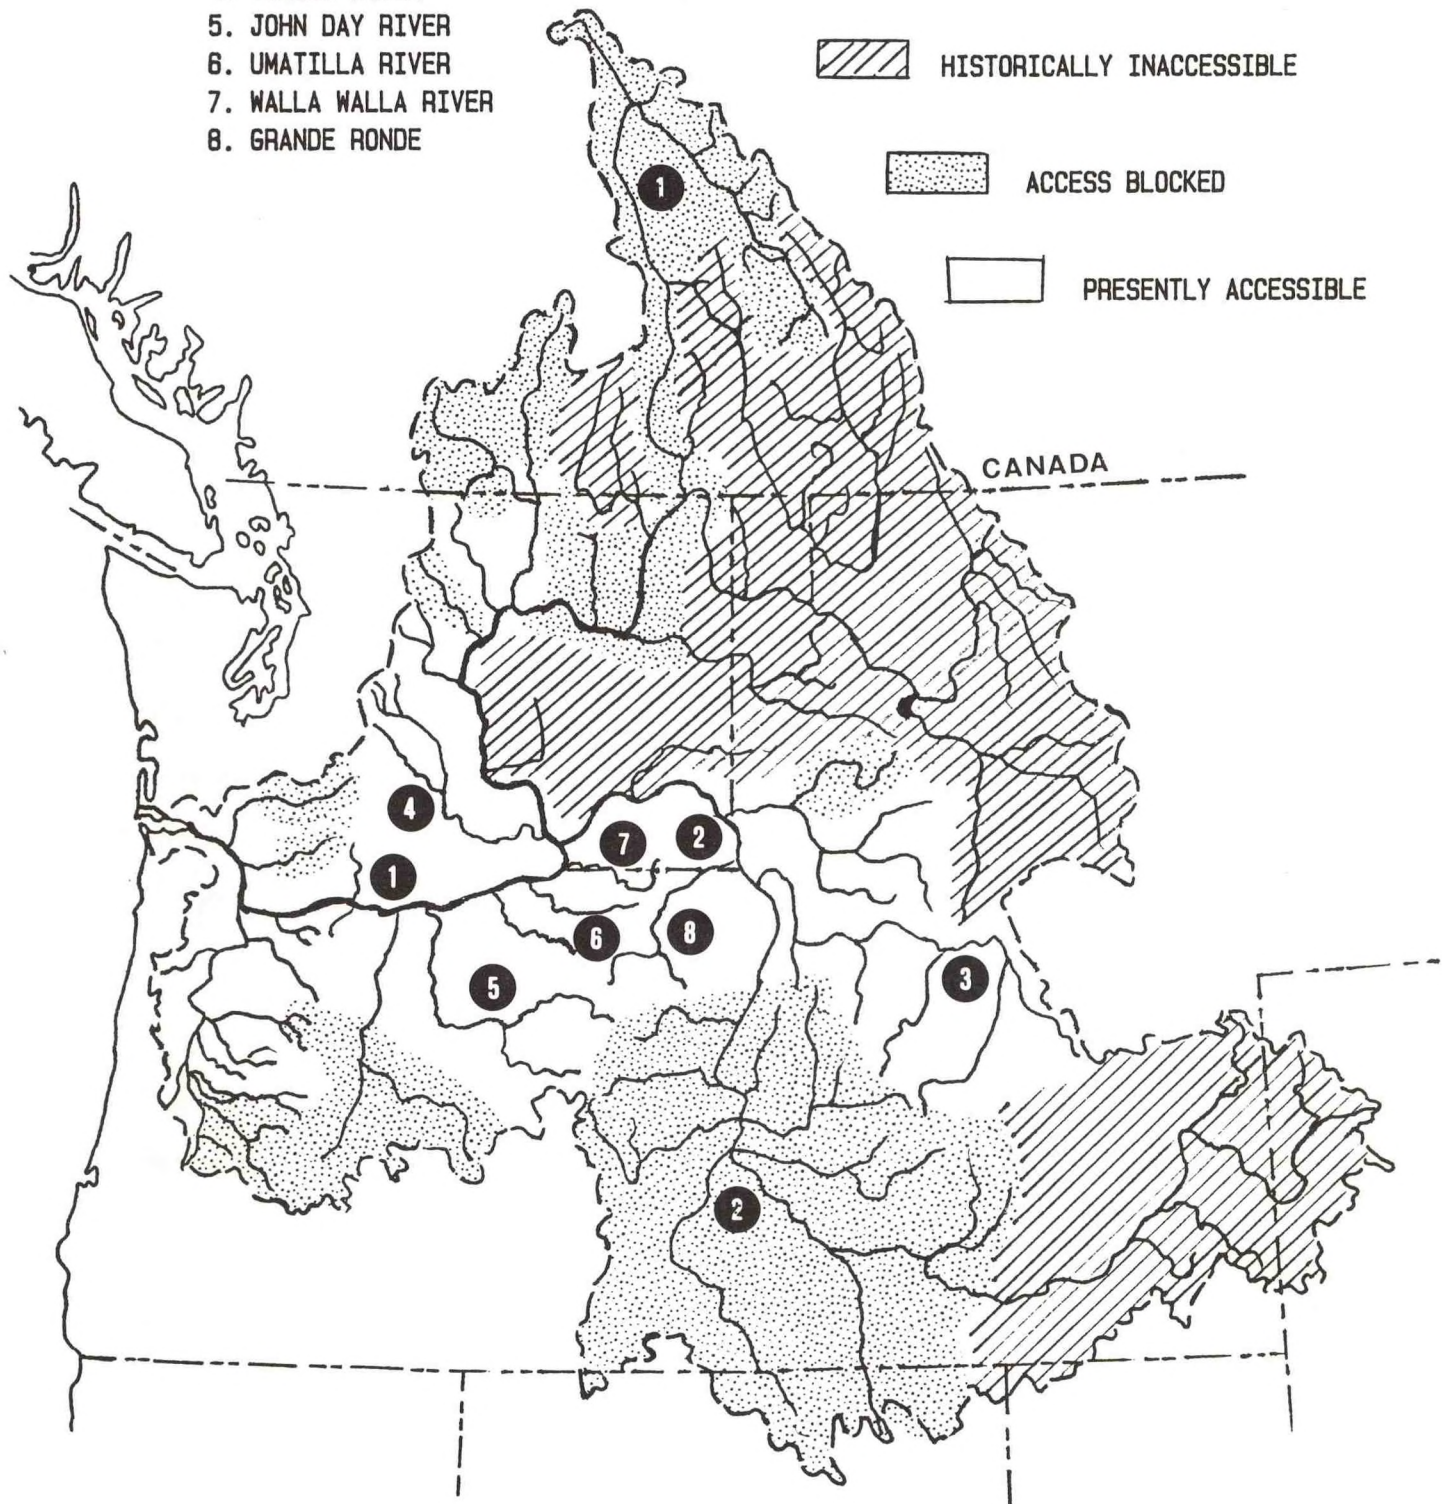 5. JOHN DAY RIVER
6. UMATILLA RIVER
7. WALLA WALLA RIVER
8. GRANDE RONDE
HISTORICALLY INACCESSIBLE
ACCESS BLOCKED
PRESENTLY ACCESSIBLE
1
CANADA
4
7
2
1
6
8
5
3
2